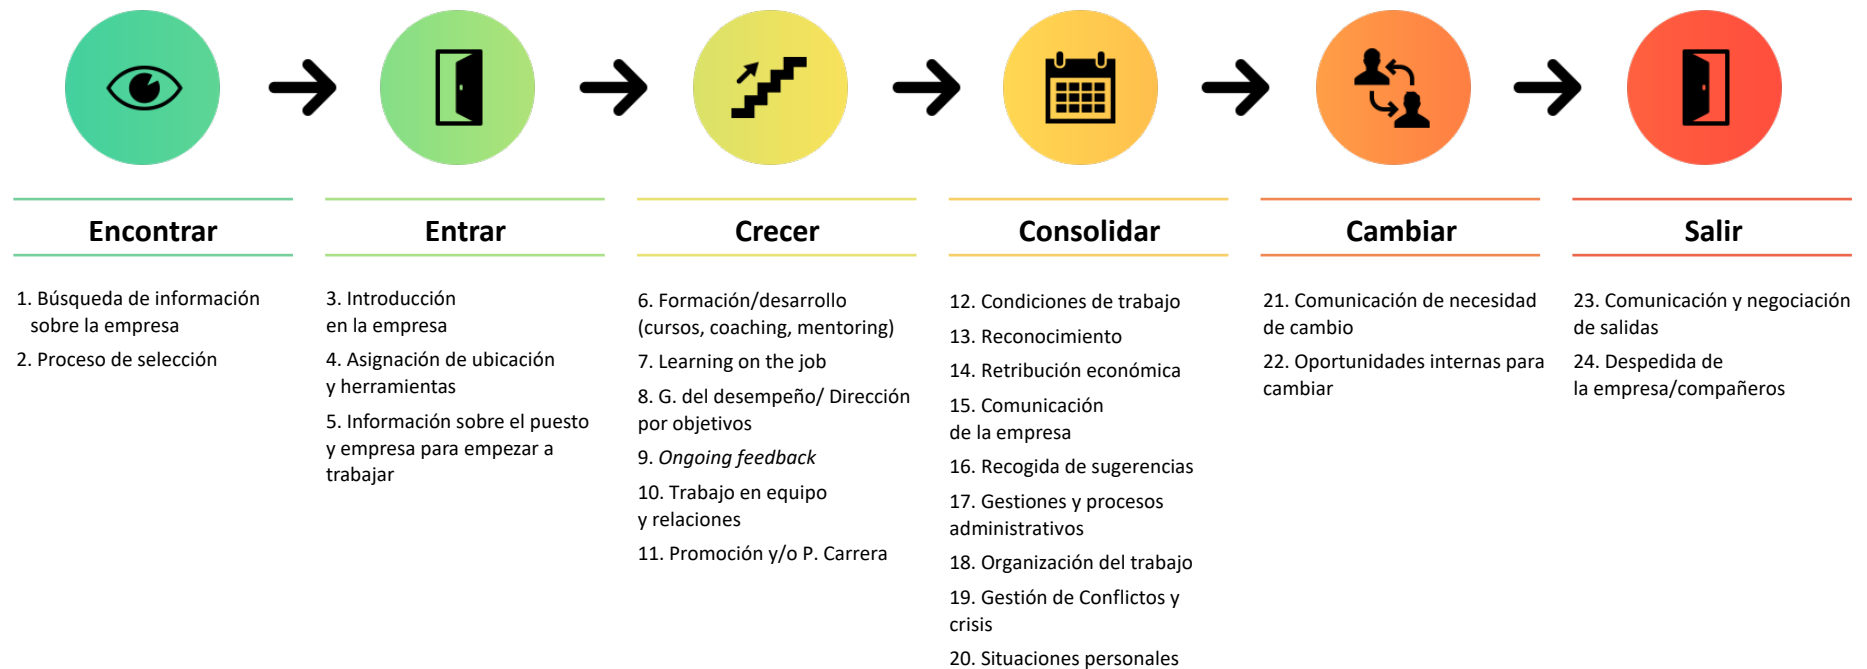 Encontrar
1. Búsqueda de información
sobre la empresa
2. Proceso de selección
Entrar
3. Introducción
en la empresa
4. Asignación de ubicación
y herramientas
5. Información sobre el puesto
y empresa para empezar a
trabajar
Crecer
6. Formación/desarrollo
(cursos, coaching, mentoring)
7. Learning on the job
8. G. del desempeño/ Dirección
por objetivos
9. Ongoing feedback
10. Trabajo en equipo
y relaciones
11. Promoción y/o P. Carrera
Consolidar
12. Condiciones de trabajo
13. Reconocimiento
14. Retribución económica
15. Comunicación
de la empresa
16. Recogida de sugerencias
17. Gestiones y procesos
administrativos
18. Organización del trabajo
19. Gestión de Conflictos y
crisis
20. Situaciones personales
Cambiar
21. Comunicación de necesidad
de cambio
22. Oportunidades internas para
cambiar
Salir
23. Comunicación y negociación
de salidas
24. Despedida de
la empresa/compañeros